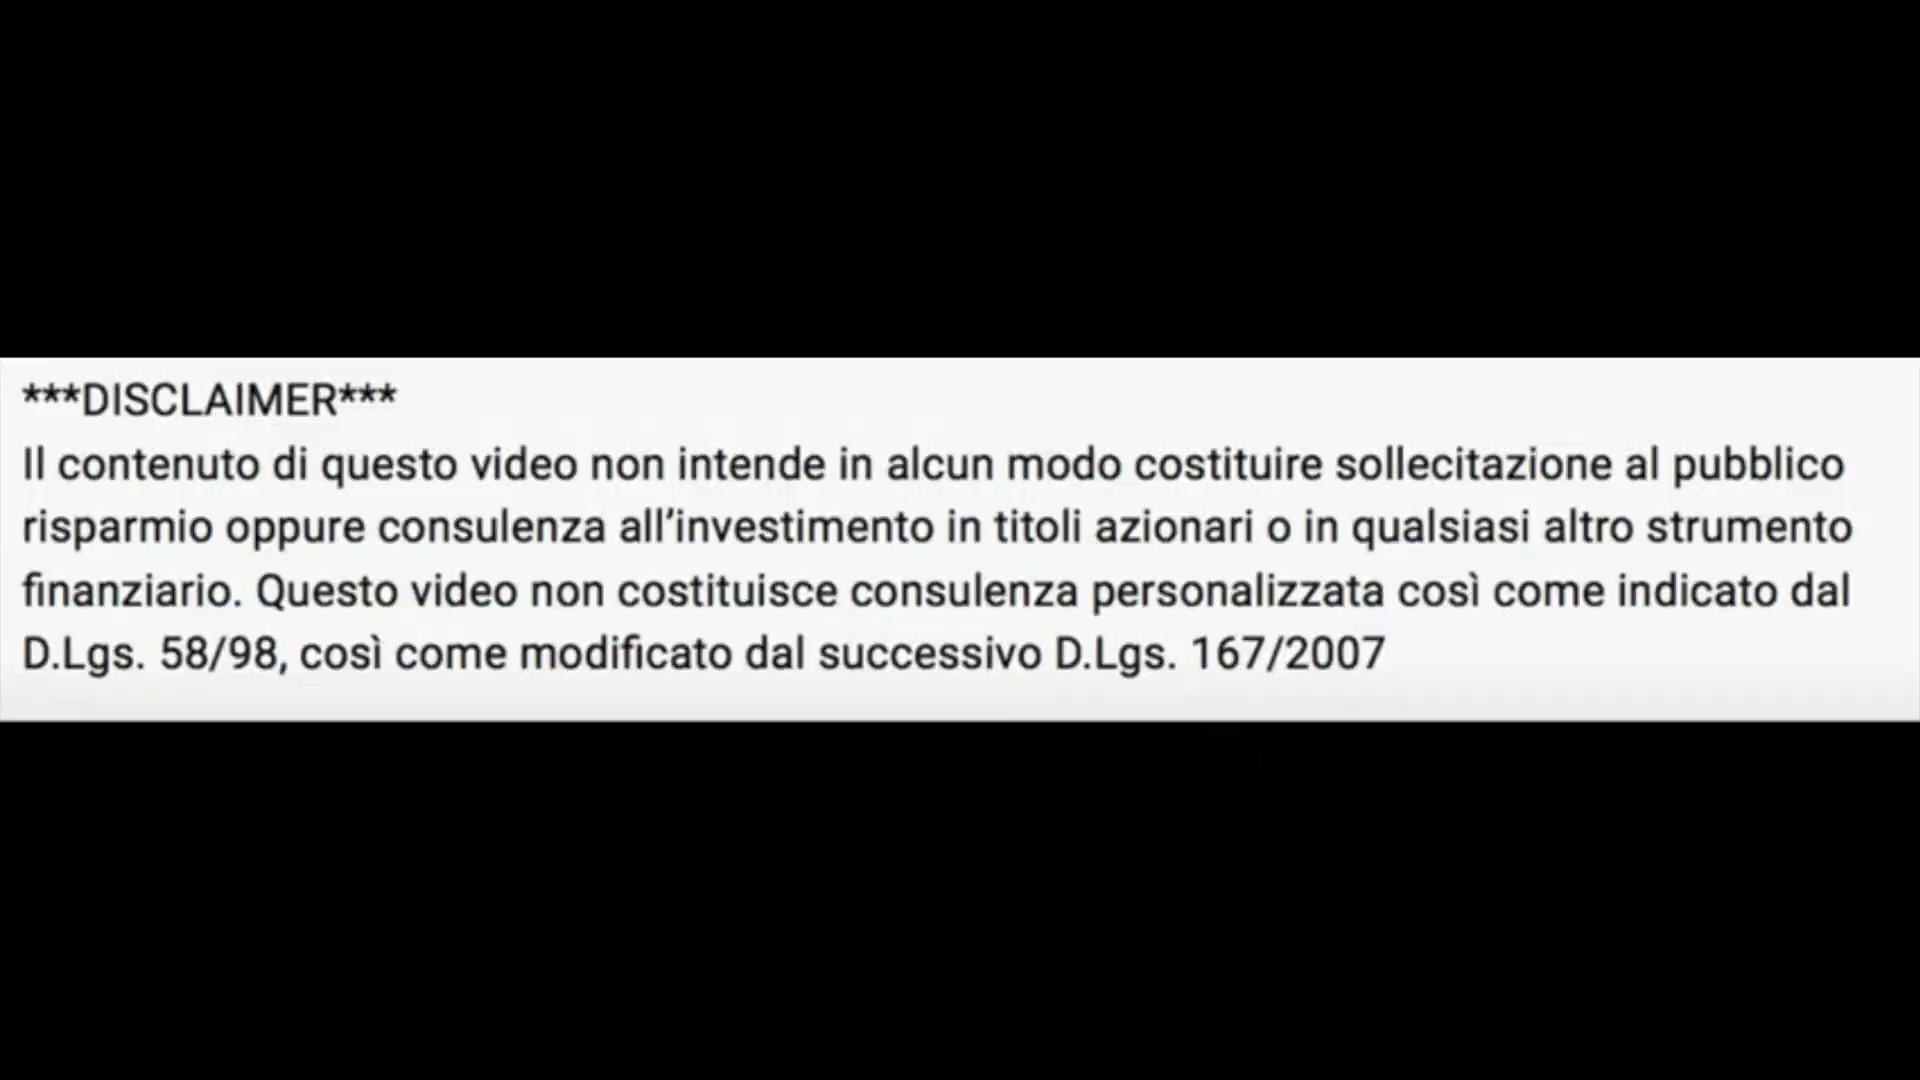 ***DISCLAIMER***
Il contenuto di questo video non intende in alcun modo costituire sollecitazione al pubblico
risparmio oppure consulenza all’investimento in titoli azionari o in qualsiasi altro strumento
finanziario. Questo video non costituisce consulenza personalizzata così come indicato dal
D.Lgs. 58/98, così come modificato dal successivo D.Lgs. 167/2007